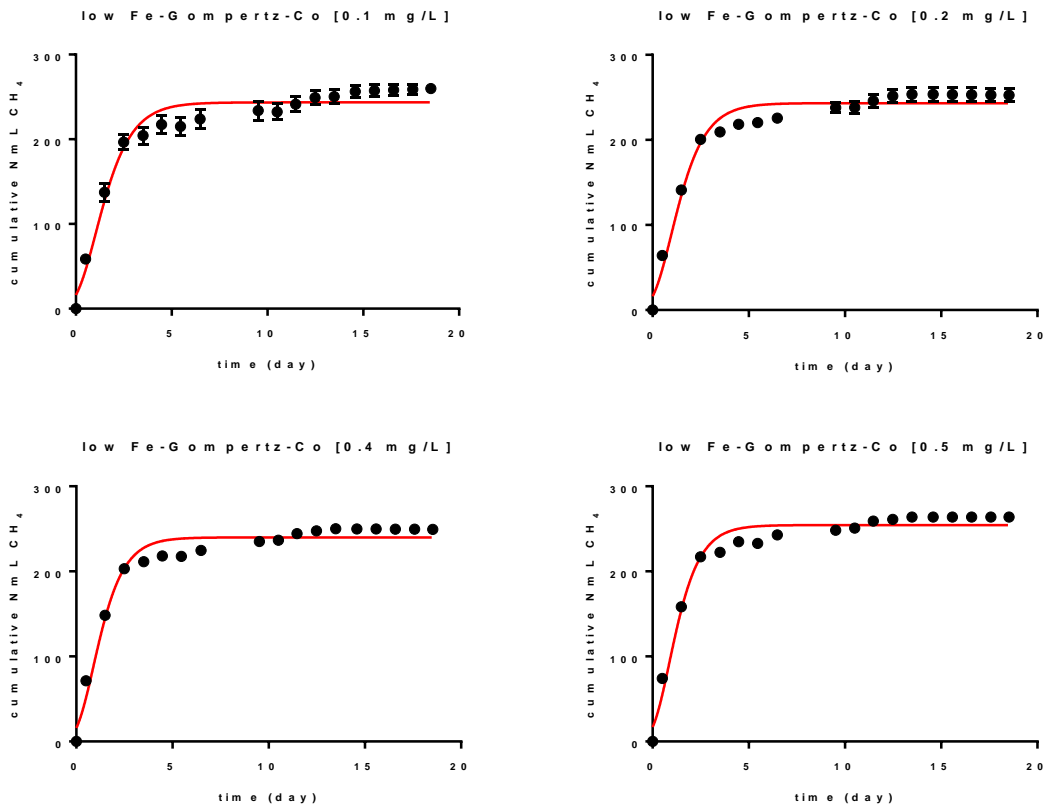 low Fe-Gompertz-Co [0.1 mg/L]
300
200
100
0
cumulative NmL CH4
0 5 10 15 20
time (day)
low Fe-Gompertz-Co [0.2 mg/L]
300
200
100
0
cumulative NmL CH4
0 5 10 15 20
time (day)
low Fe-Gompertz-Co [0.4 mg/L]
300
200
100
0
cumulative NmL CH4
0 5 10 15 20
time (day)
low Fe-Gompertz-Co [0.5 mg/L]
300
200
100
0
cumulative NmL CH4
0 5 10 15 20
time (day)